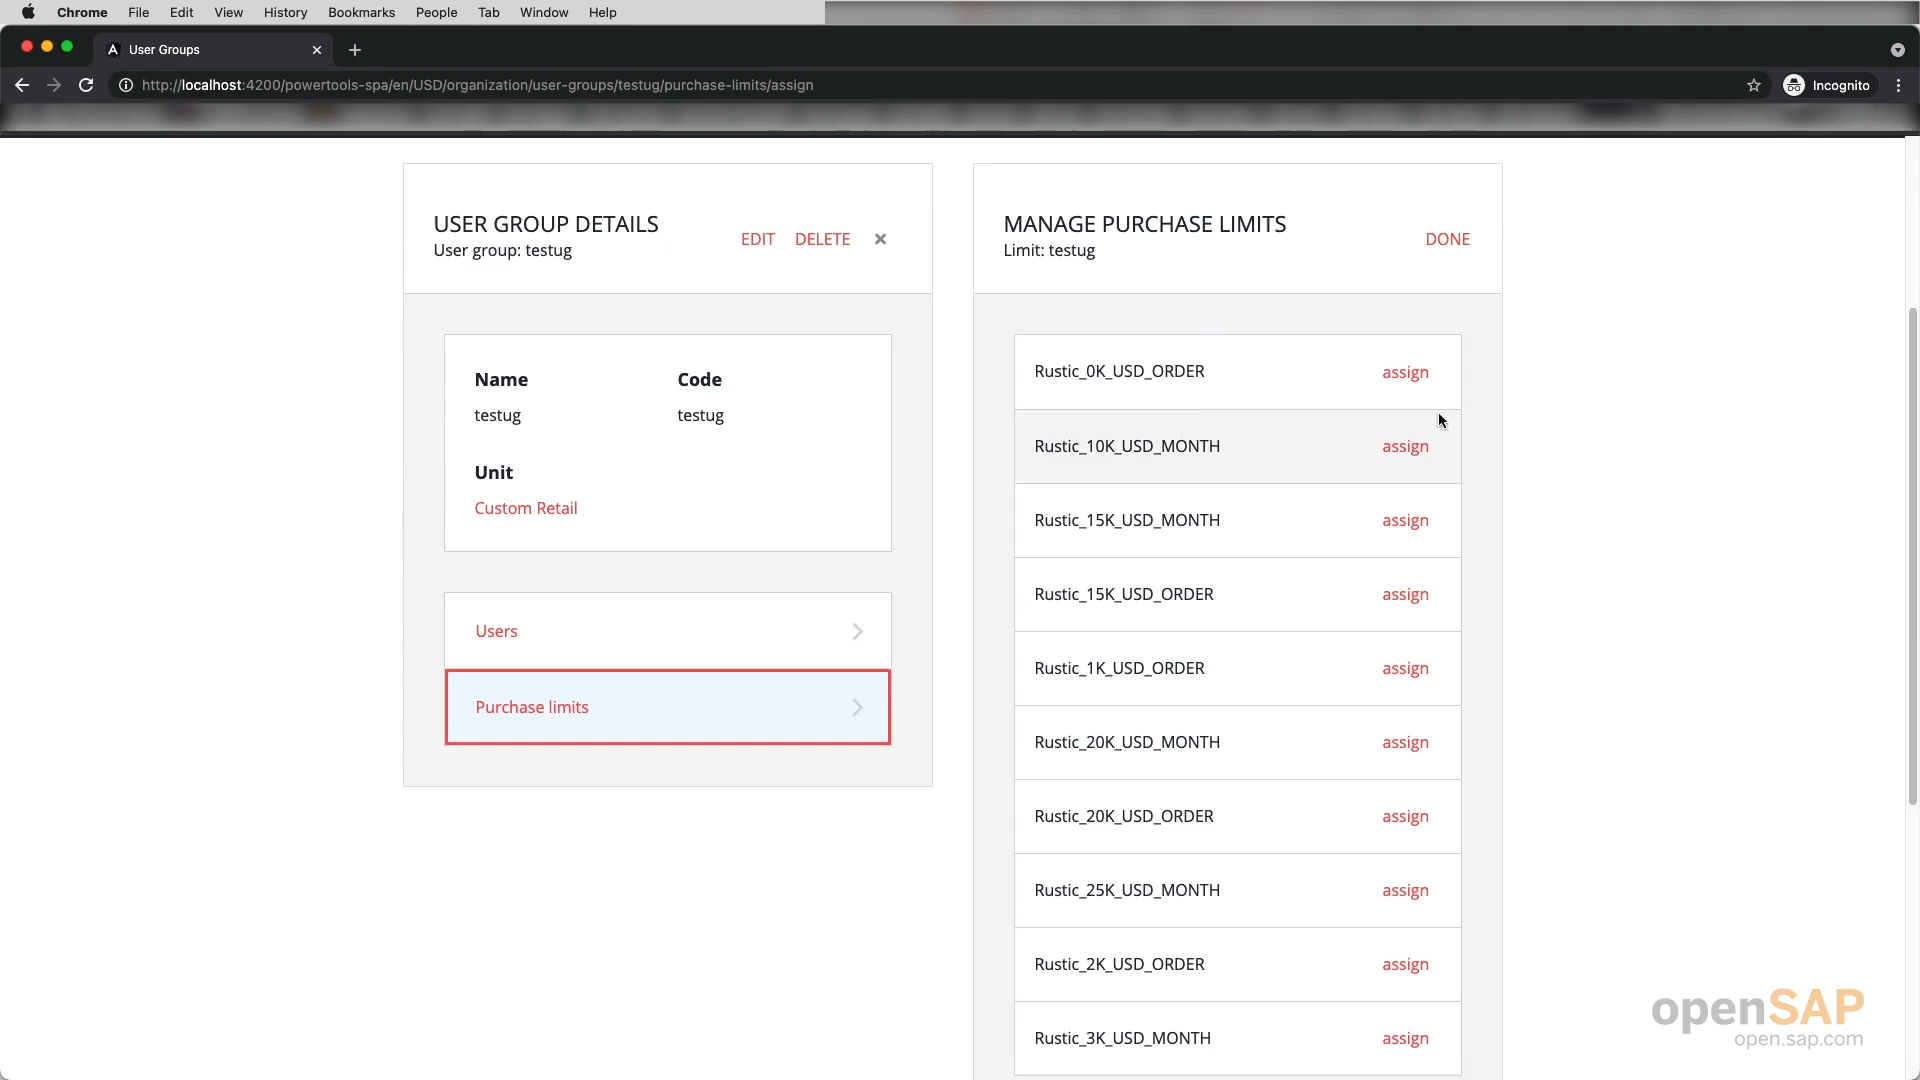 Chrome File Edit View History Bookmarks People Tab Window Help
User Groups
http://localhost:4200/powertools-spa/en/USD/organization/user-groups/testug/purchase-limits/assign
Incognito
USER GROUP DETAILS
User group: testug
EDIT DELETE
Name Code
testug testug
Unit
Custom Retail
Users
Purchase limits
MANAGE PURCHASE LIMITS
Limit: testug
DONE
Rustic_0K_USD_ORDER assign
Rustic_10K_USD_MONTH assign
Rustic_15K_USD_MONTH assign
Rustic_15K_USD_ORDER assign
Rustic_1K_USD_ORDER assign
Rustic_20K_USD_MONTH assign
Rustic_20K_USD_ORDER assign
Rustic_25K_USD_MONTH assign
Rustic_2K_USD_ORDER assign
Rustic_3K_USD_MONTH assign
openSAP
open.sap.com